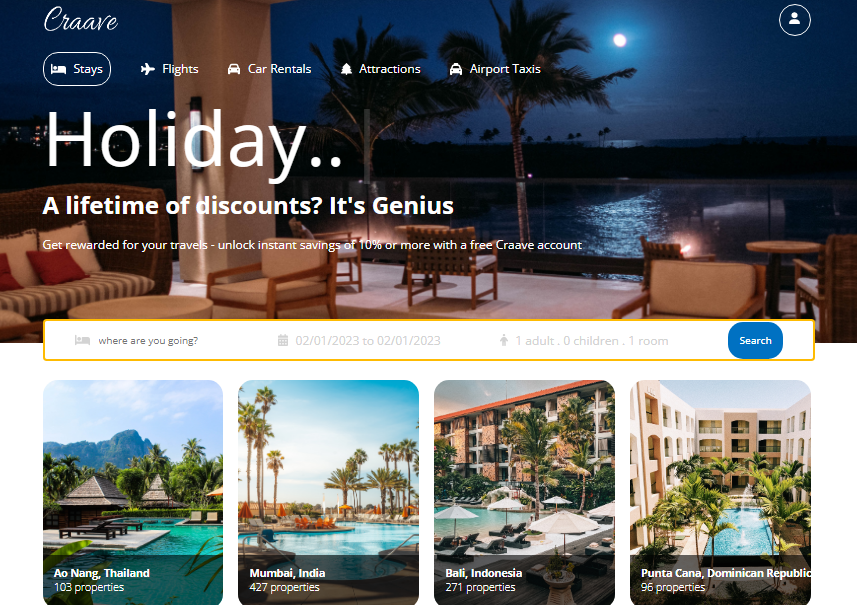 Craave
Stays Flights Car Rentals Attractions Airport Taxis
Holiday..
A lifetime of discounts? It's Genius
Get rewarded for your travels - unlock instant savings of 10% or more with a free Craave account
where are you going? 02/01/2023 to 02/01/2023 1 adult . 0 children . 1 room Search
Ao Nang, Thailand Mumbai, India Bali, Indonesia Punta Cana, Dominican Republic
103 properties 427 properties 271 properties 96 properties